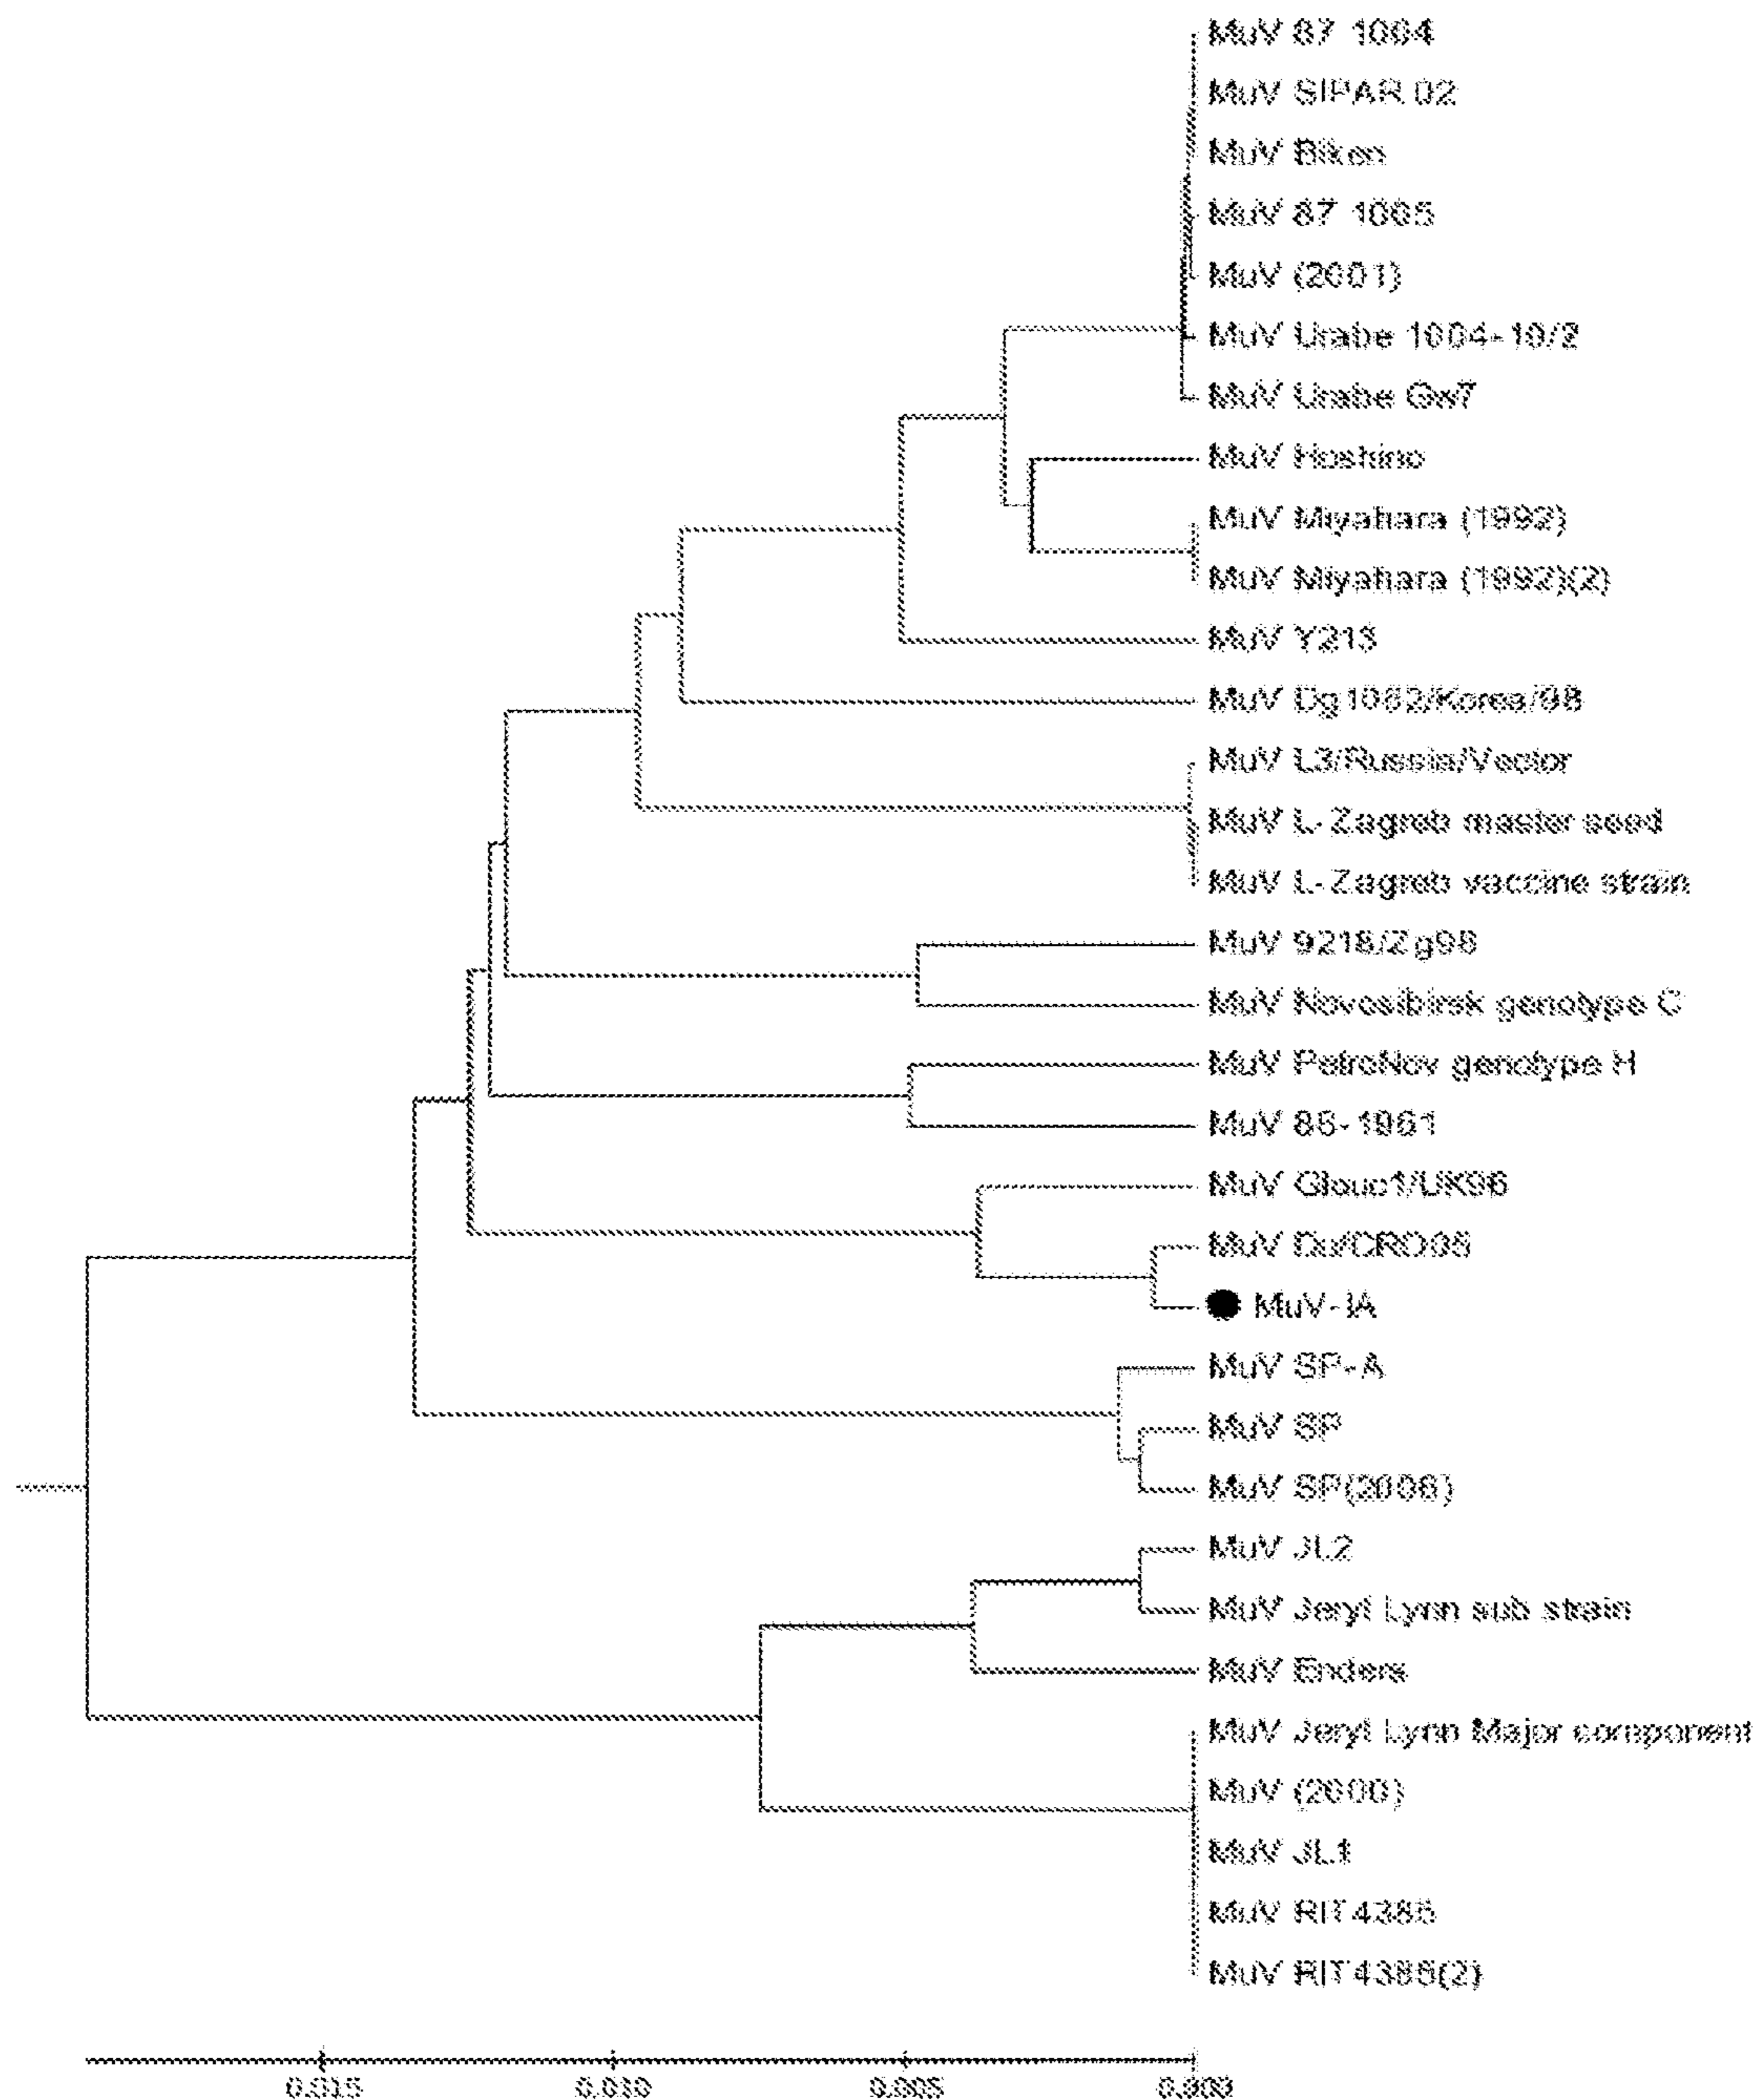 MuV 87 1004
MuV SIPAR 02
MuV Biken
MuV 87 1005
MuV (2001)
MuV Urabe 1004-10/2
MuV Urabe Gw7
MuV Hoshino
MuV Miyahara (1992)
MuV Miyahara (1992)(2)
MuV Y213
MuV Dg1062/Korea/98
MuV L3/Russia/Vector
MuV L-Zagreb master seed
MuV L-Zagreb vaccine strain
MuV 9218/Zg98
MuV Novosibirsk genotype C
MuV PetroNov genotype H
MuV 88-1961
MuV Glouc1/UK96
MuV Du/CRO05
MuV-IA
MuV SP-A
MuV SP
MuV SP(2006)
MuV JL2
MuV Jeryl Lynn sub strain
MuV Enders
MuV Jeryl Lynn Major component
MuV (2000)
MuV JL1
MuV RIT4385
MuV RIT4385(2)
0.015 0.010 0.005 0.000